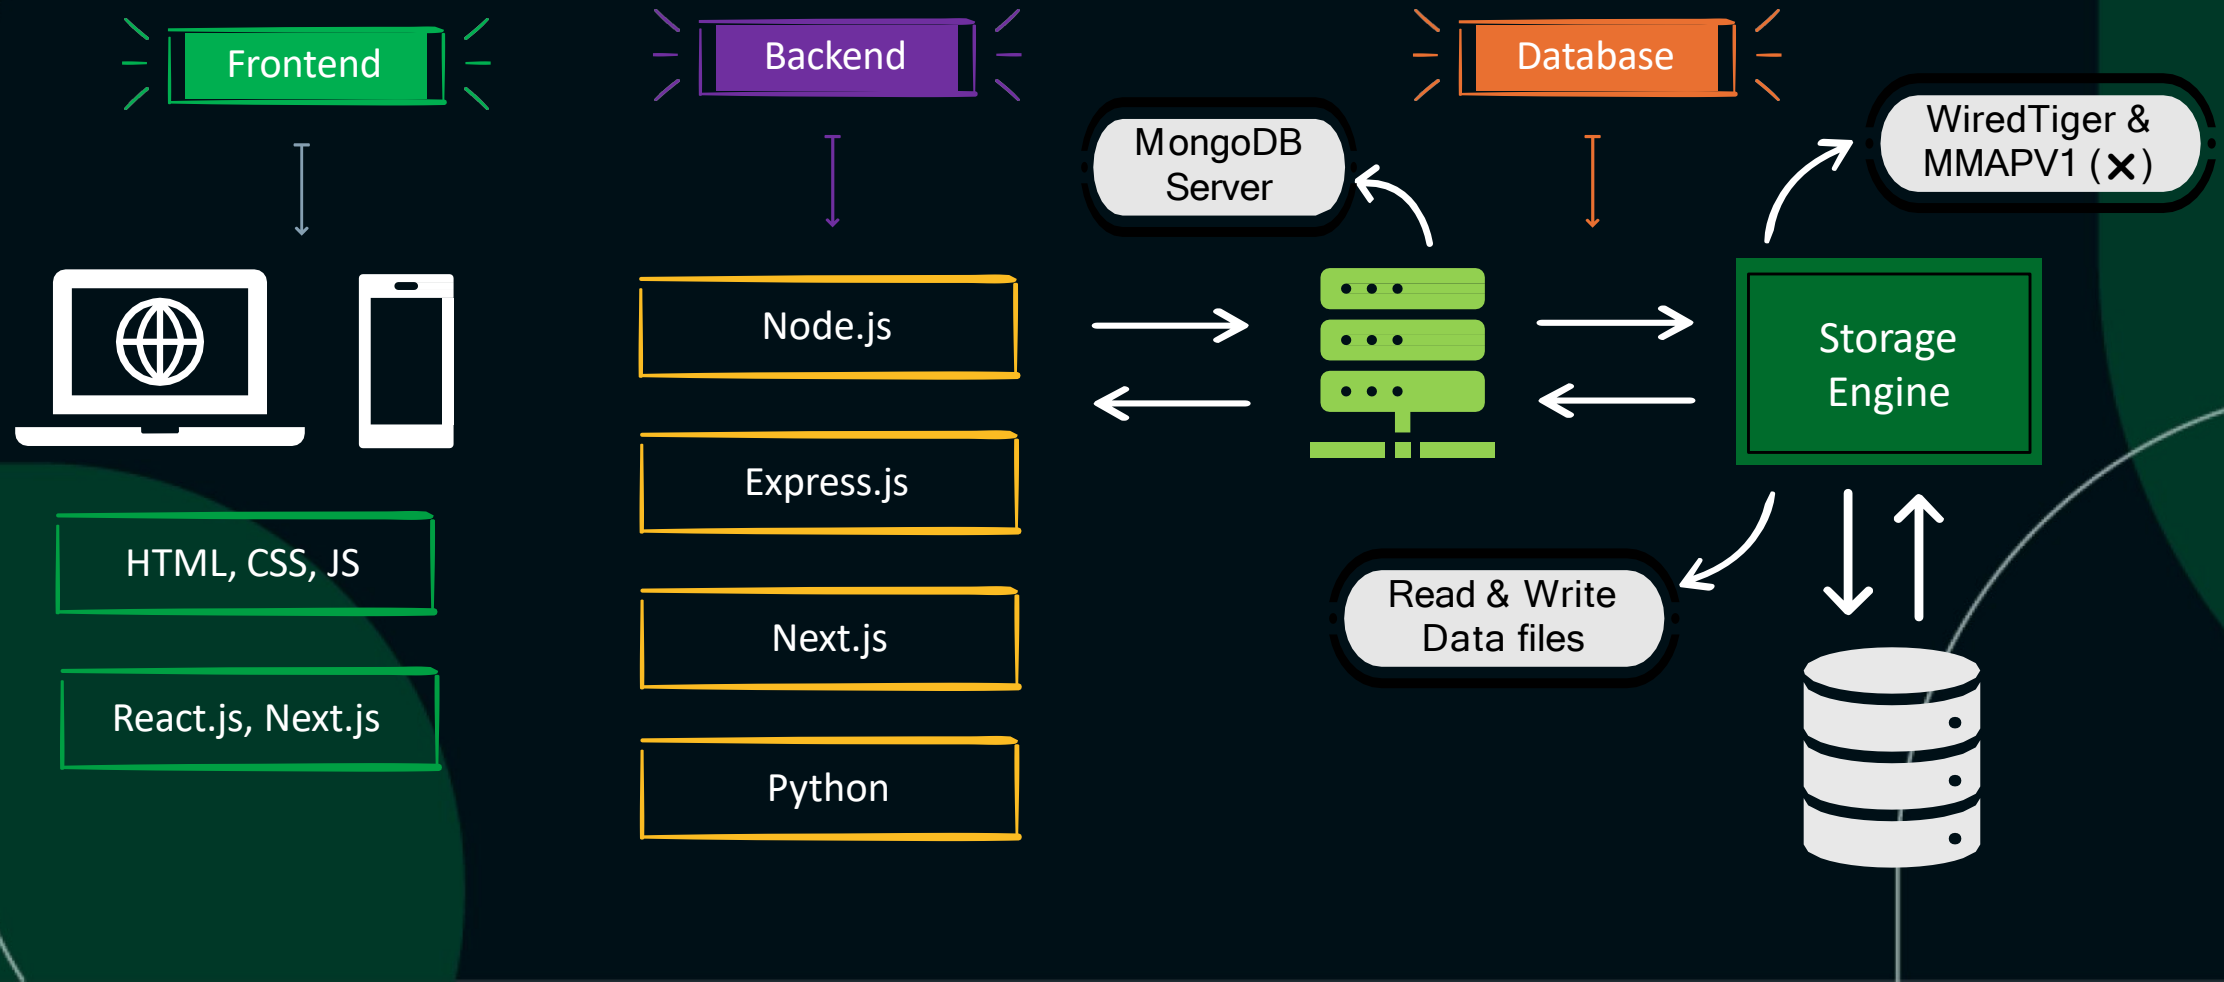 Frontend
Backend
Database
MongoDB
Server
WiredTiger &
MMAPV1 (✕)
Node.js
Storage
Engine
Express.js
HTML, CSS, JS
Next.js
Read & Write
Data files
React.js, Next.js
Python